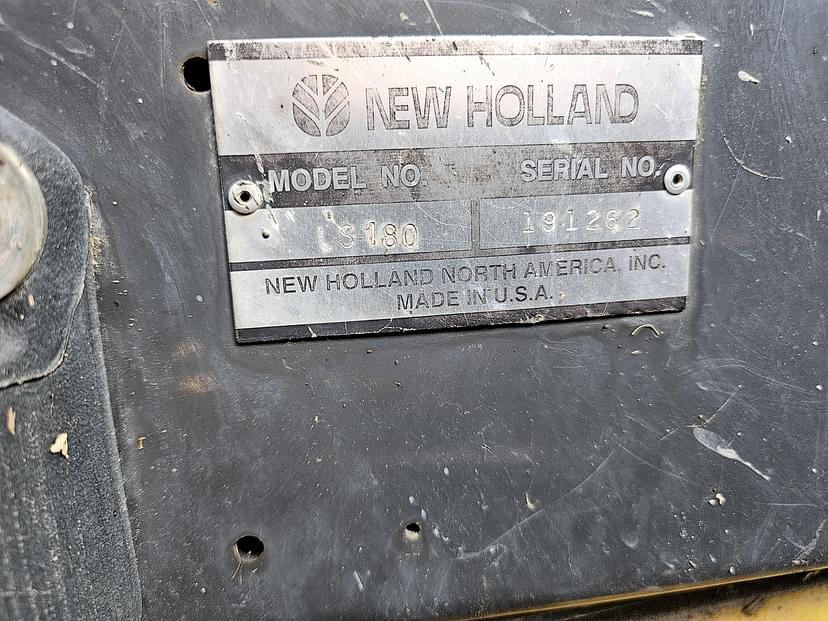 NEW HOLLAND
MODEL NO. SERIAL NO.
LS180 191262
NEW HOLLAND NORTH AMERICA, INC.
MADE IN U.S.A.